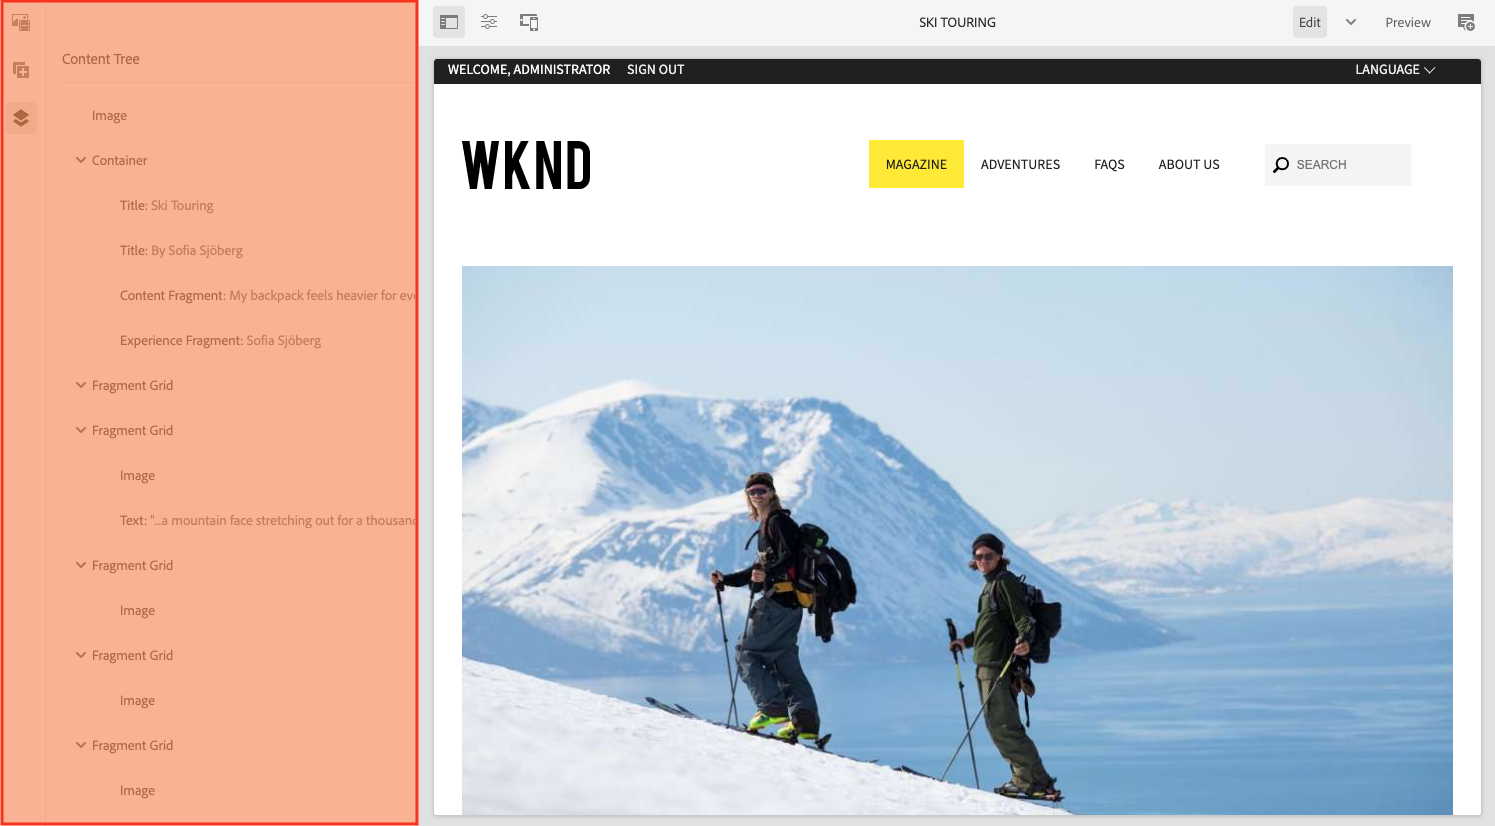 Content Tree
Image
Container
Title: Ski Touring
Title: By Sofia Sjöberg
Content Fragment: My backpack feels heavier for
Experience Fragment: Sofia Sjöberg
Fragment Grid
Fragment Grid
Image
Text: "...a mountain face stretching out for a
Fragment Grid
Image
Fragment Grid
Image
Fragment Grid
Image
SKI TOURING
Edit
Preview
WELCOME, ADMINISTRATOR SIGN OUT LANGUAGE
WKND
MAGAZINE ADVENTURES FAQS ABOUT US SEARCH